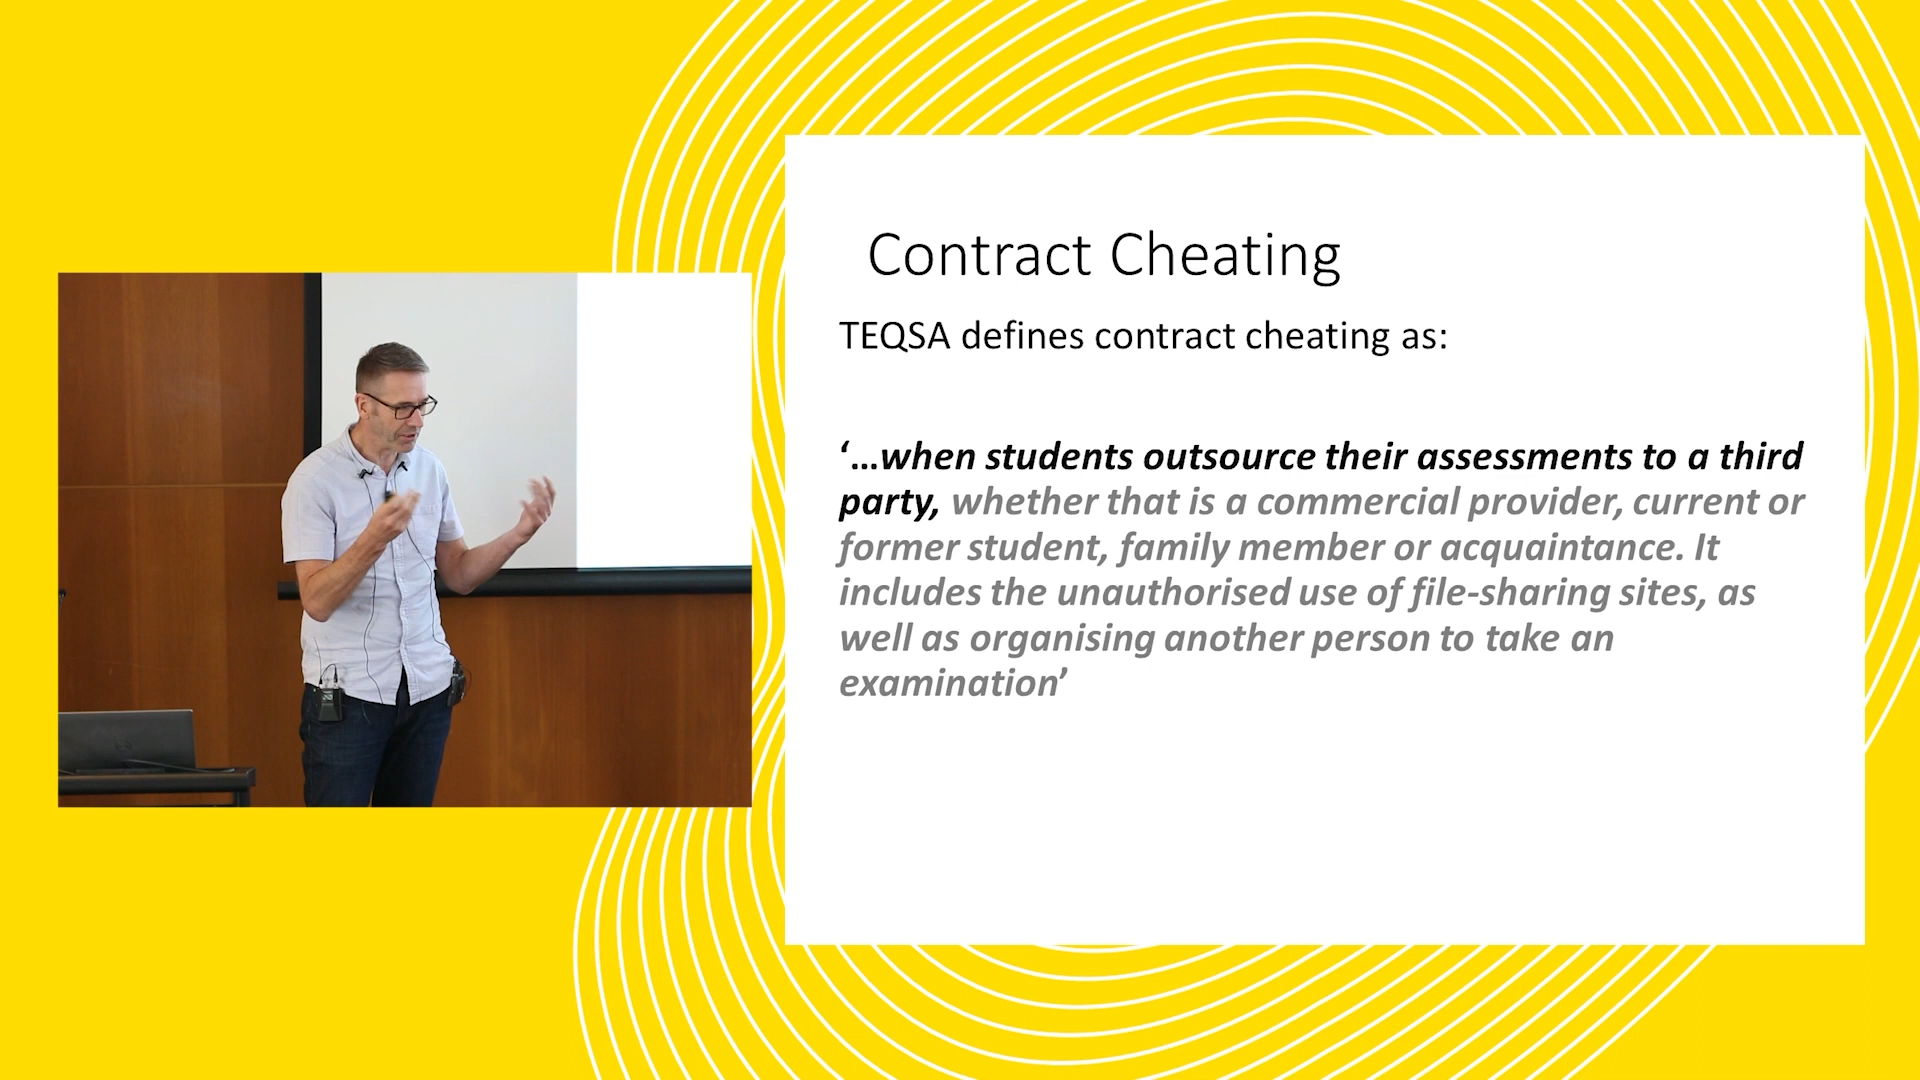 Contract Cheating
TEQSA defines contract cheating as:
‘...when students outsource their assessments to a third
party, whether that is a commercial provider, current or
former student, family member or acquaintance. It
includes the unauthorised use of file-sharing sites, as
well as organising another person to take an
examination’